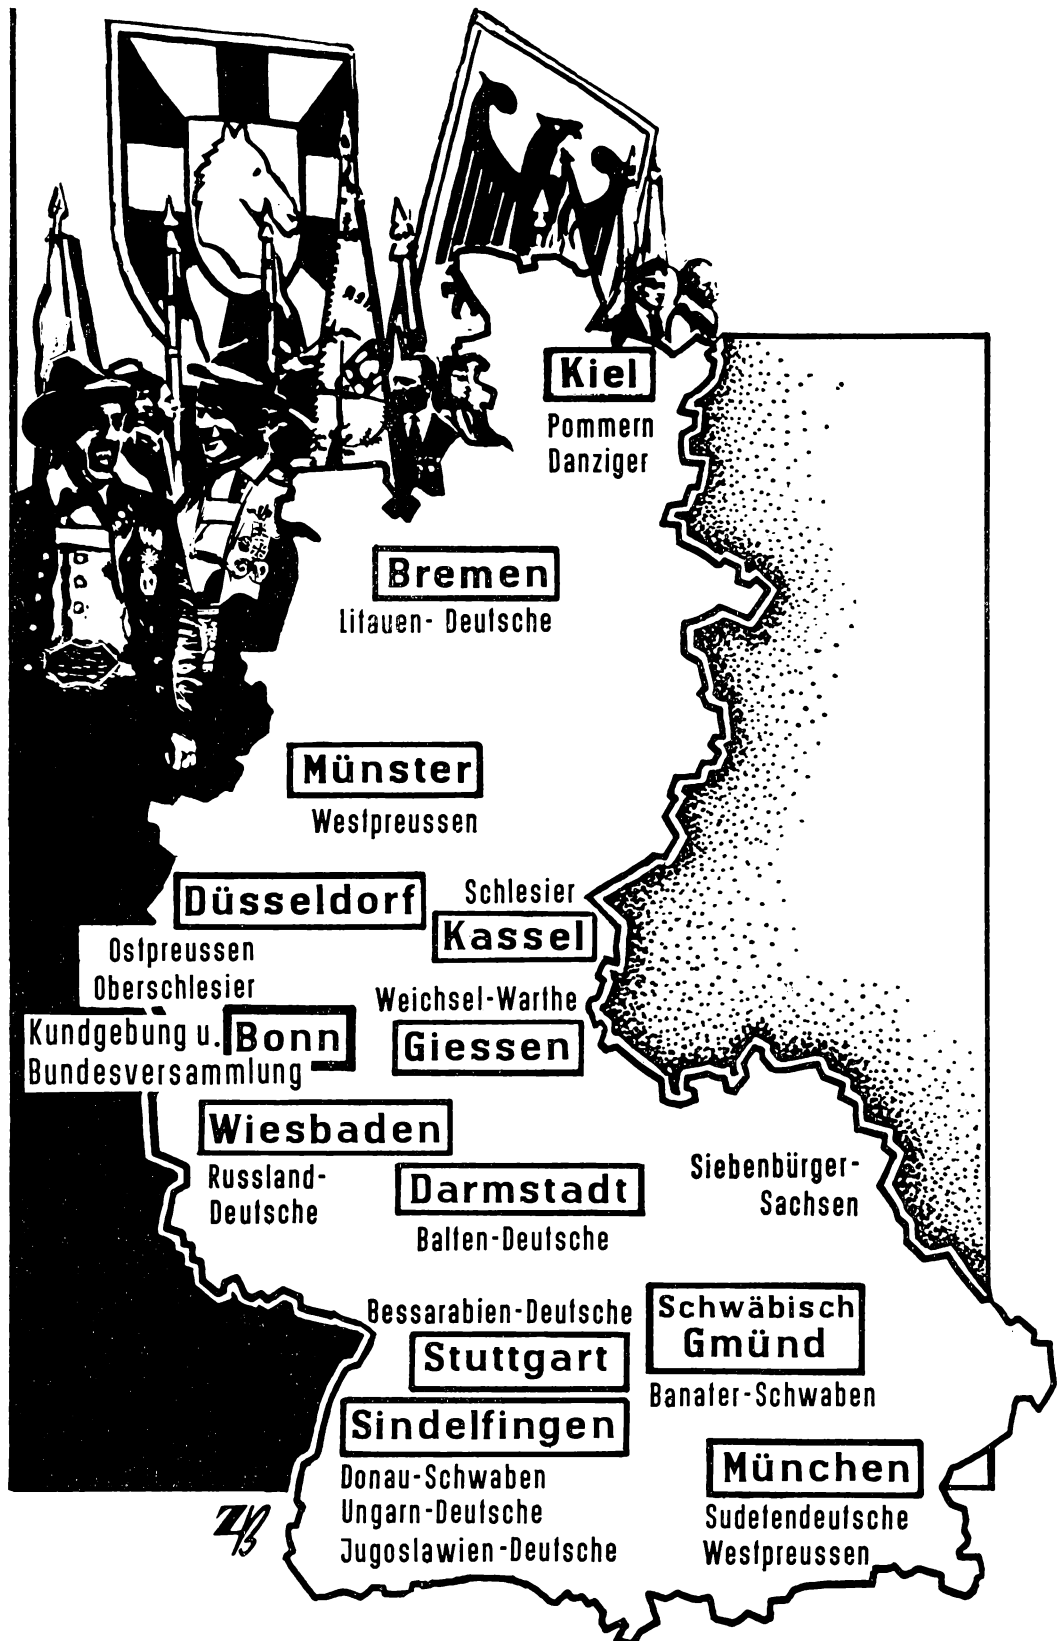 Kiel
Pommern
Danziger
Bremen
Litauen- Deutsche
Münster
Westpreussen
Düsseldorf
Ostpreussen
Oberschlesier
Schlesier
Kassel
Weichsel-Warthe
Giessen
Kundgebung u. Bonn
Bundesversammlung
Wiesbaden
Russland-
Deutsche
Darmstadt
Balten-Deutsche
Siebenbürger-
Sachsen
Bessarabien-Deutsche
Stuttgart
Schwäbisch
Gmünd
Banater-Schwaben
Sindelfingen
Donau-Schwaben
Ungarn-Deutsche
Jugoslawien-Deutsche
München
Sudetendeutsche
Westpreussen